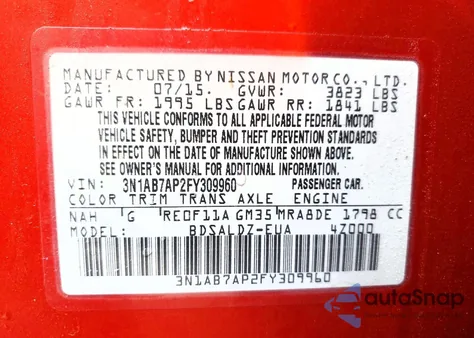 MANUFACTURED BY NISSAN MOTOR CO., LTD.
DATE: 07/15. GVWR: 3823 LBS
GAWR FR: 1995 LBS GAWR RR: 1841 LBS
THIS VEHICLE CONFORMS TO ALL APPLICABLE FEDERAL MOTOR
VEHICLE SAFETY, BUMPER AND THEFT PREVENTION STANDARDS
IN EFFECT ON THE DATE OF MANUFACTURE SHOWN ABOVE.
SEE OWNER'S MANUAL FOR ADDITIONAL INFORMATION.
VIN: 3N1AB7AP2FY309960 PASSENGER CAR.
COLOR TRIM TRANS AXLE ENGINE
NAH G RE0F11A GM35 MRA8DE 1798 CC
BDSALDZ-EUA 4Z000
3N1AB7AP2FY309960
autoSnap